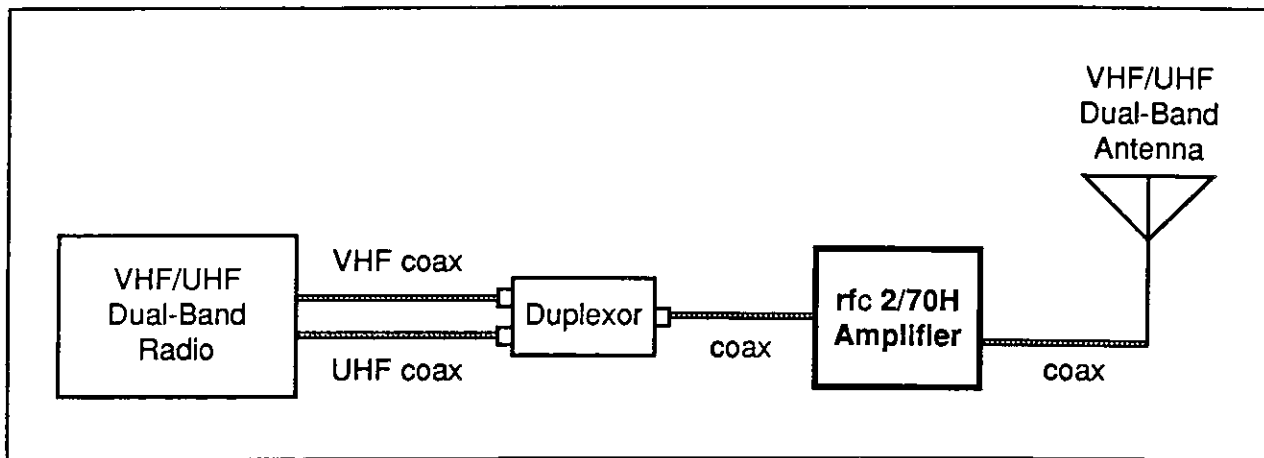 VHF/UHF
Dual-Band
Antenna
VHF/UHF
Dual-Band
Radio
VHF coax
UHF coax
Duplexor
coax
rfc 2/70H
Amplifier
coax